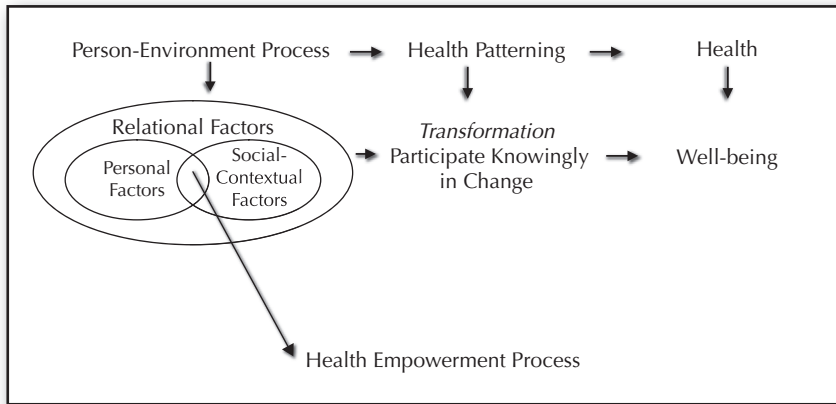 Person-Environment Process
Health Patterning
Health
Relational Factors
Personal
Factors
Social-
Contextual
Factors
Transformation
Participate Knowingly
in Change
Well-being
Health Empowerment Process